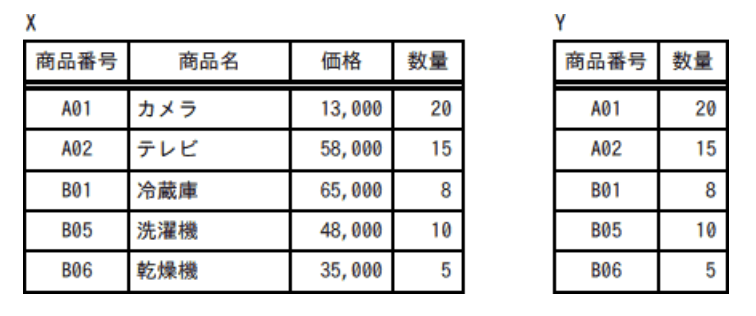 X
商品番号 商品名 価格 数量
A01 カメラ 13,000 20
A02 テレビ 58,000 15
B01 冷蔵庫 65,000 8
B05 洗濯機 48,000 10
B06 乾燥機 35,000 5
Y
商品番号 数量
A01 20
A02 15
B01 8
B05 10
B06 5